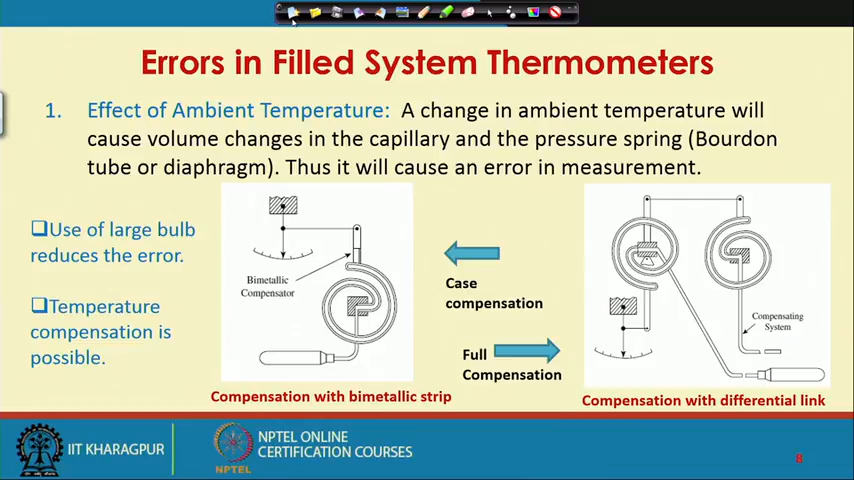 Errors in Filled System Thermometers
1. Effect of Ambient Temperature: A change in ambient temperature will
cause volume changes in the capillary and the pressure spring (Bourdon
tube or diaphragm). Thus it will cause an error in measurement.
❑Use of large bulb
reduces the error.
❑Temperature
compensation is
possible.
Bimetallic
Compensator
Compensation with bimetallic strip
Case
compensation
Full
Compensation
Compensating
System
Compensation with differential link
IIT KHARAGPUR
NPTEL
NPTEL ONLINE
CERTIFICATION COURSES
8